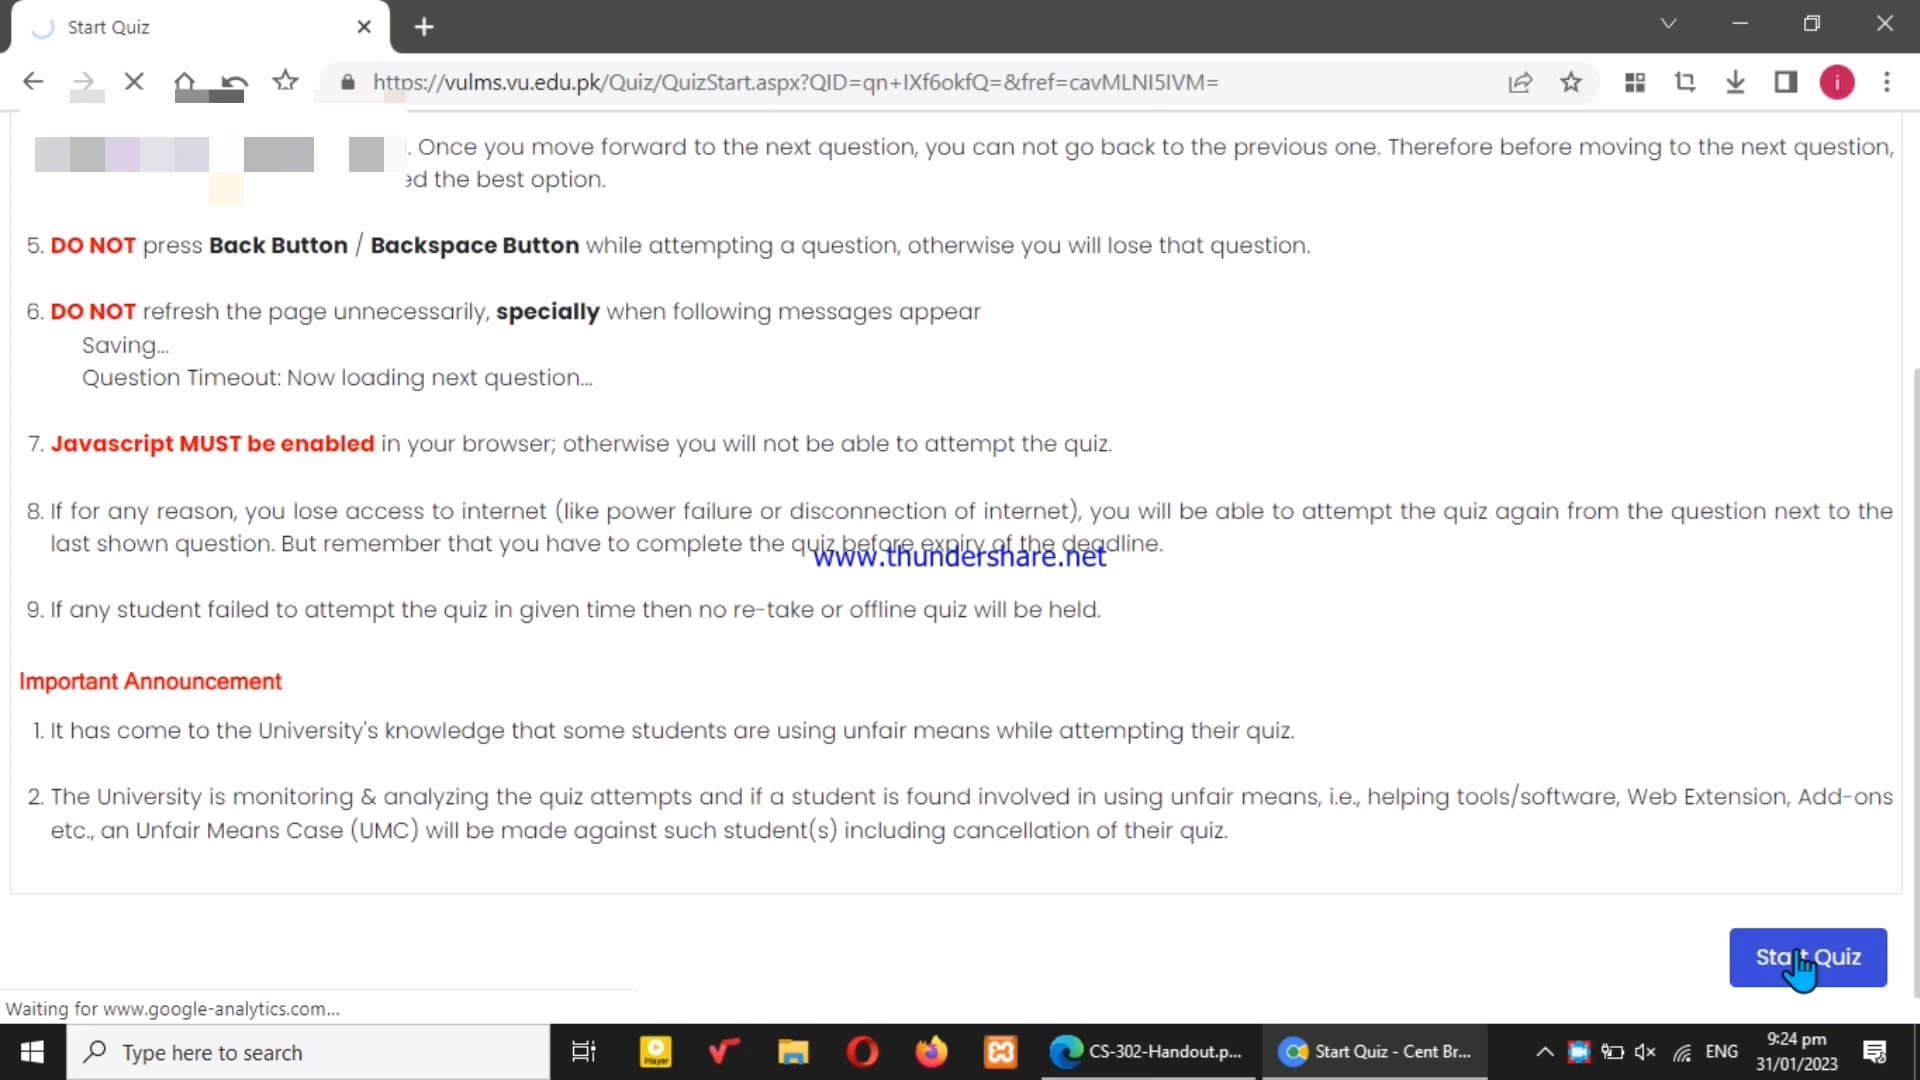 Start Quiz
https://vulms.vu.edu.pk/Quiz/QuizStart.aspx?QID=qn+IXf6okfQ=&fref=cavMLNI5IVM=
i
. Once you move forward to the next question, you can not go back to the previous one. Therefore before moving to the next question,
ed the best option.
5. DO NOT press Back Button / Backspace Button while attempting a question, otherwise you will lose that question.
6. DO NOT refresh the page unnecessarily, specially when following messages appear
Saving...
Question Timeout: Now loading next question...
7. Javascript MUST be enabled in your browser; otherwise you will not be able to attempt the quiz.
8. If for any reason, you lose access to internet (like power failure or disconnection of internet), you will be able to attempt the quiz again from the question next to the
last shown question. But remember that you have to complete the quiz before expiry of the deadline.
www.thundershare.net
9. If any student failed to attempt the quiz in given time then no re-take or offline quiz will be held.
Important Announcement
1. It has come to the University's knowledge that some students are using unfair means while attempting their quiz.
2. The University is monitoring & analyzing the quiz attempts and if a student is found involved in using unfair means, i.e., helping tools/software, Web Extension, Add-ons
etc., an Unfair Means Case (UMC) will be made against such student(s) including cancellation of their quiz.
Start Quiz
Waiting for www.google-analytics.com...
Type here to search
Player
CS-302-Handout.p...
Start Quiz - Cent Br...
ENG
9:24 pm
31/01/2023